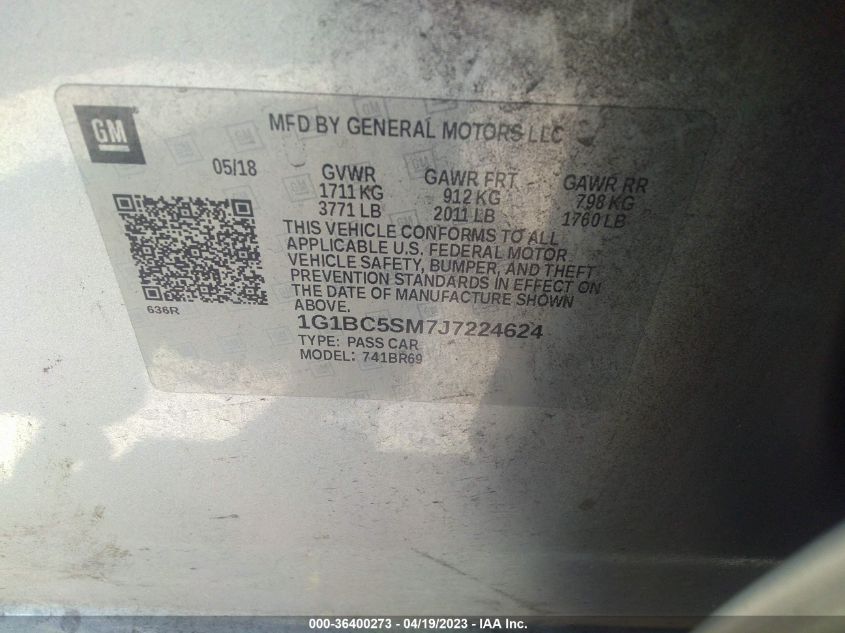 GM
MFD BY GENERAL MOTORS LLC
05/18
GVWR GAWR FRT GAWR RR
1711 KG 912 KG 798 KG
3771 LB 2011 LB 1760 LB
THIS VEHICLE CONFORMS TO ALL
APPLICABLE U.S. FEDERAL MOTOR
VEHICLE SAFETY, BUMPER, AND THEFT
PREVENTION STANDARDS IN EFFECT ON
THE DATE OF MANUFACTURE SHOWN
ABOVE.
636R
1G1BC5SM7J7224624
TYPE: PASS CAR
MODEL: 741BR69
000-36400273 - 04/19/2023 - IAA Inc.